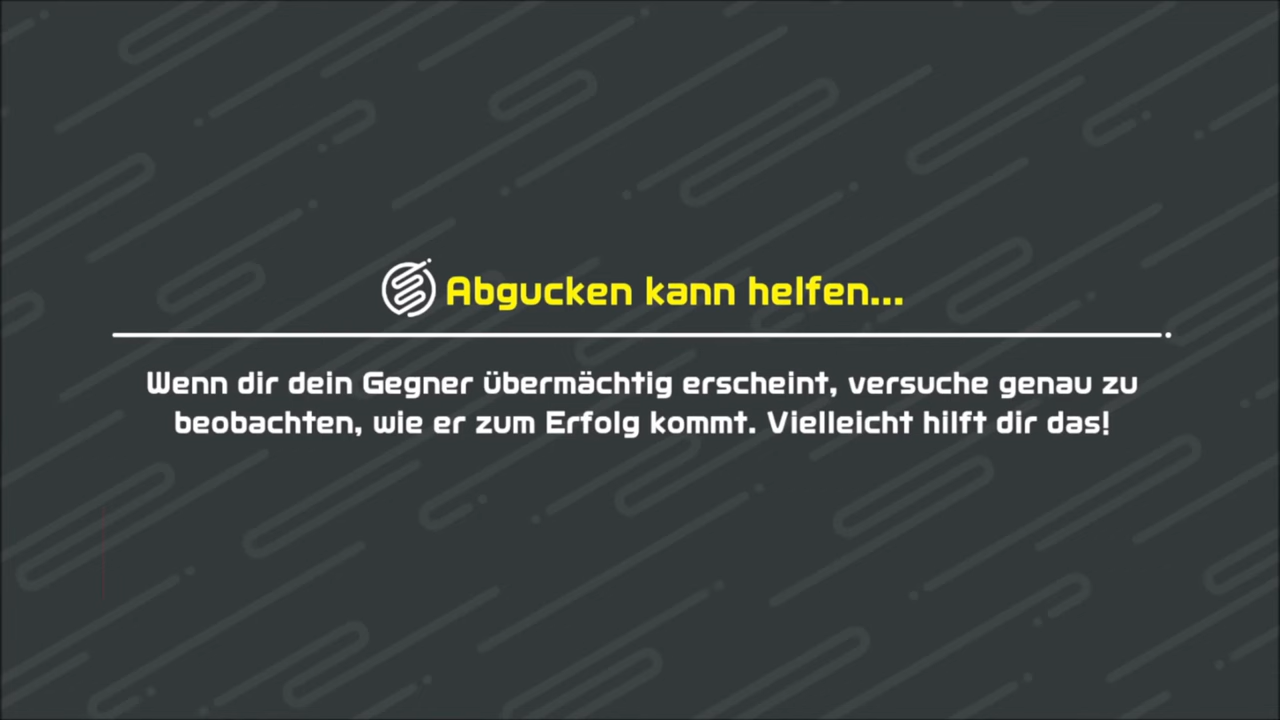 Abgucken kann helfen...
Wenn dir dein Gegner übermächtig erscheint, versuche genau zu
beobachten, wie er zum Erfolg kommt. Vielleicht hilft dir das!